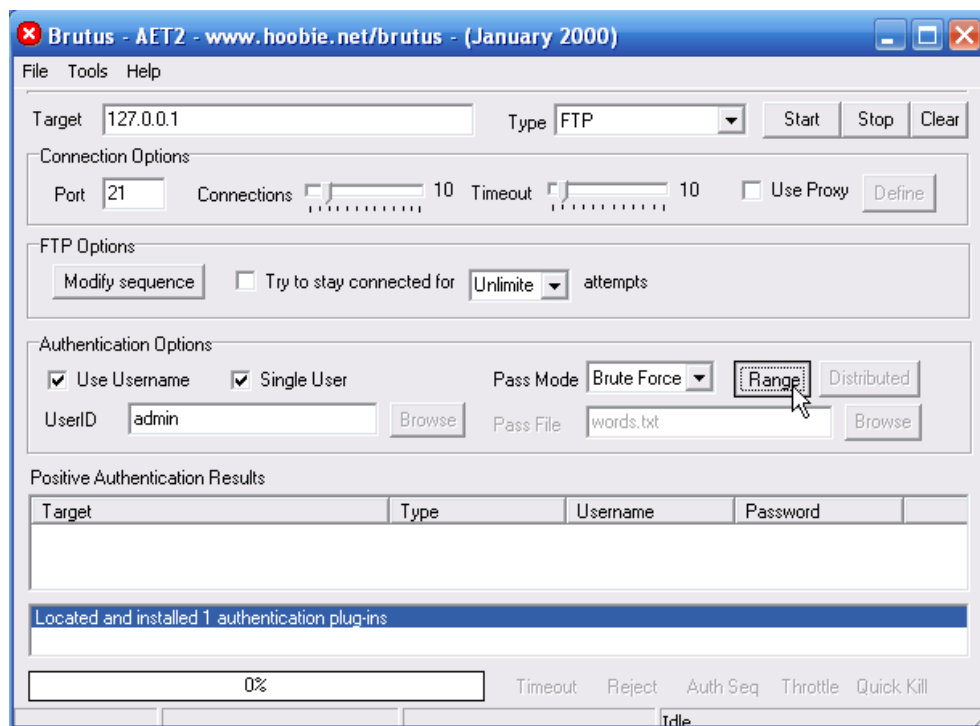 Brutus - AET2 - www.hoobie.net/brutus - (January 2000)
File Tools Help
Target 127.0.0.1 Type FTP Start Stop Clear
Connection Options
Port 21 Connections 10 Timeout 10 Use Proxy Define
FTP Options
Modify sequence Try to stay connected for Unlimite attempts
Authentication Options
Use Username Single User Pass Mode Brute Force Range Distributed
UserID admin Browse Pass File words.txt Browse
Positive Authentication Results
Target Type Username Password
Located and installed 1 authentication plug-ins
0% Timeout Reject Auth Seq Throttle Quick Kill
Idle